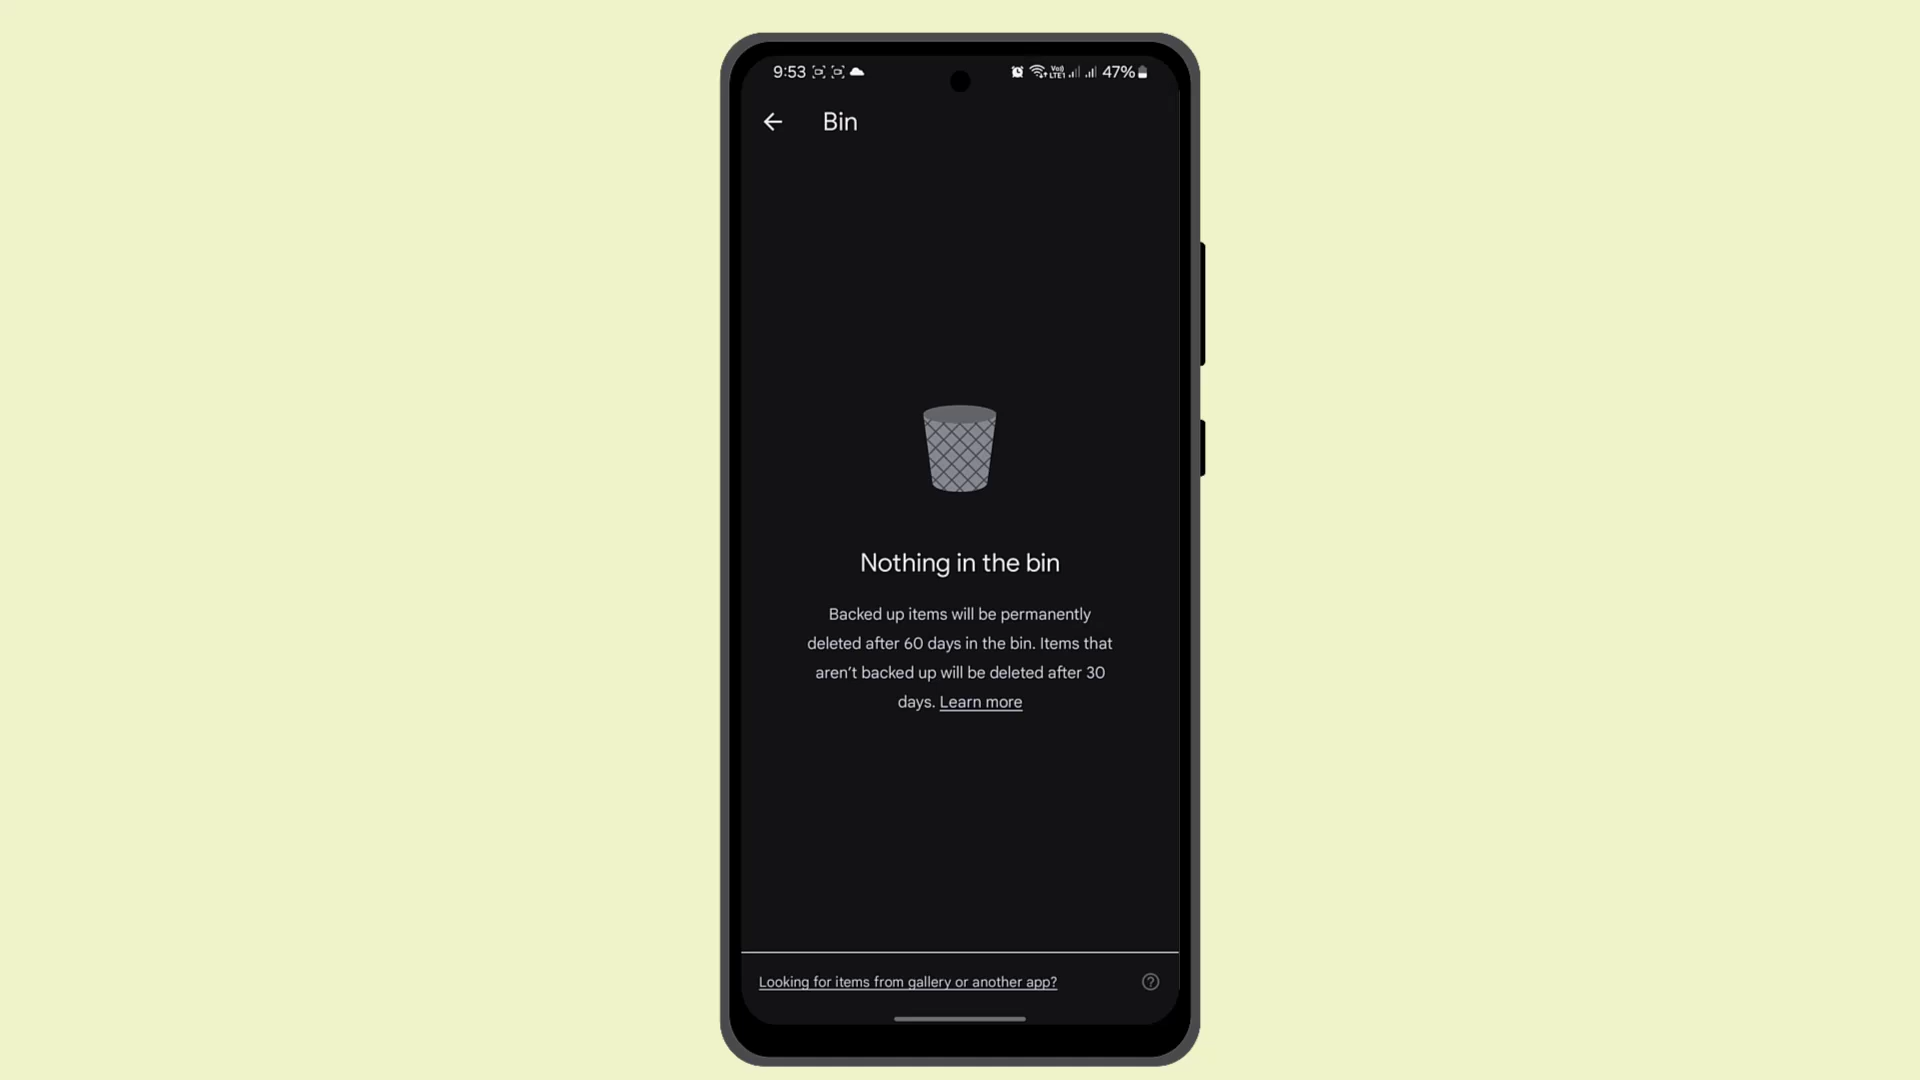 9:53 47%
Bin
Nothing in the bin
Backed up items will be permanently
deleted after 60 days in the bin. Items that
aren't backed up will be deleted after 30
days. Learn more
Looking for items from gallery or another app?